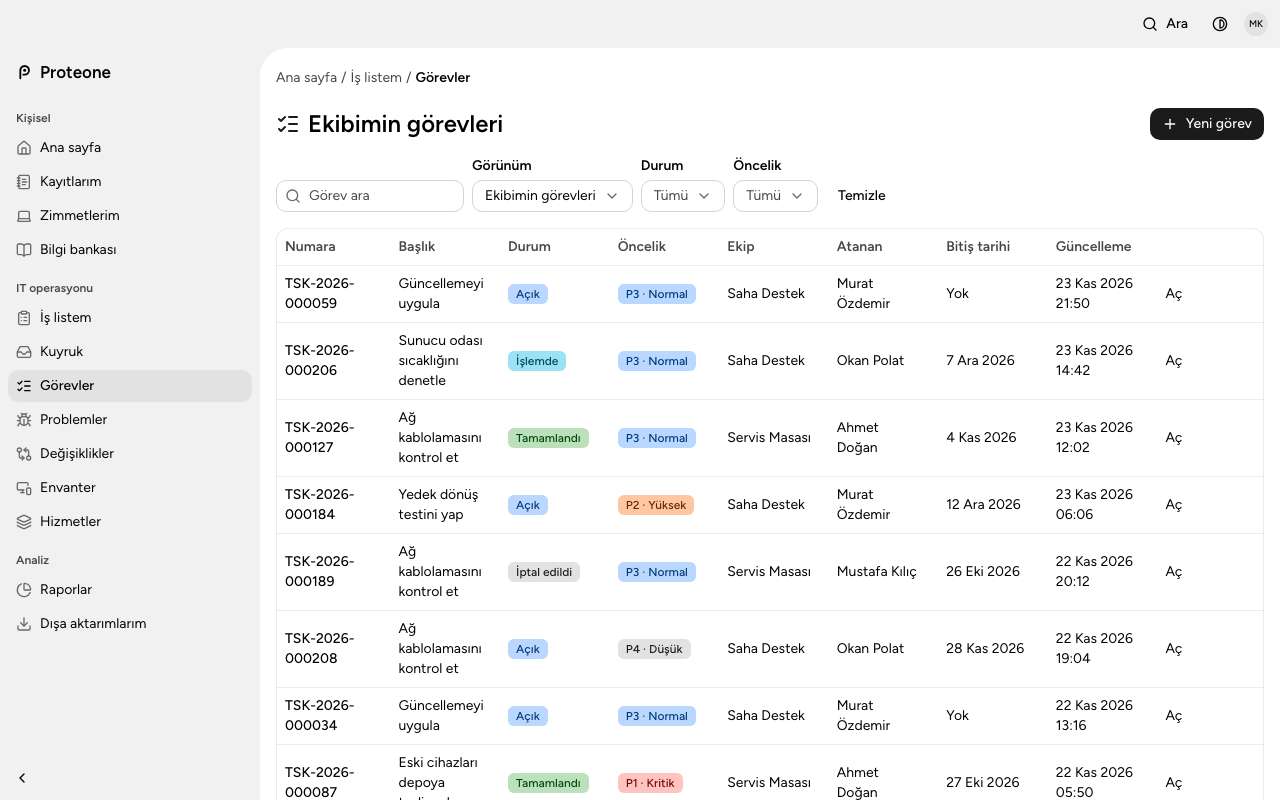 Ara
MK
Proteone
Kişisel
Ana sayfa
Kayıtlarım
Zimmetlerim
Bilgi bankası
IT operasyonu
İş listem
Kuyruk
Görevler
Problemler
Değişiklikler
Envanter
Hizmetler
Analiz
Raporlar
Dışa aktarımlarım
Ana sayfa / İş listem / Görevler
Ekibimin görevleri
Yeni görev
Görünüm Durum Öncelik
Görev ara Ekibimin görevleri Tümü Tümü Temizle
Numara Başlık Durum Öncelik Ekip Atanan Bitiş tarihi Güncelleme
TSK-2026-000059 Güncellemeyi uygula Açık P3 · Normal Saha Destek Murat Özdemir Yok 23 Kas 2026 21:50 Aç
TSK-2026-000206 Sunucu odası sıcaklığını denetle İşlemde P3 · Normal Saha Destek Okan Polat 7 Ara 2026 23 Kas 2026 14:42 Aç
TSK-2026-000127 Ağ kablolamasını kontrol et Tamamlandı P3 · Normal Servis Masası Ahmet Doğan 4 Kas 2026 23 Kas 2026 12:02 Aç
TSK-2026-000184 Yedek dönüş testini yap Açık P2 · Yüksek Saha Destek Murat Özdemir 12 Ara 2026 23 Kas 2026 06:06 Aç
TSK-2026-000189 Ağ kablolamasını kontrol et İptal edildi P3 · Normal Servis Masası Mustafa Kılıç 26 Eki 2026 22 Kas 2026 20:12 Aç
TSK-2026-000208 Ağ kablolamasını kontrol et Açık P4 · Düşük Saha Destek Okan Polat 28 Kas 2026 22 Kas 2026 19:04 Aç
TSK-2026-000034 Güncellemeyi uygula Açık P3 · Normal Saha Destek Murat Özdemir Yok 22 Kas 2026 13:16 Aç
TSK-2026-000087 Eski cihazları depoya Tamamlandı P1 · Kritik Servis Masası Ahmet Doğan 27 Eki 2026 22 Kas 2026 05:50 Aç